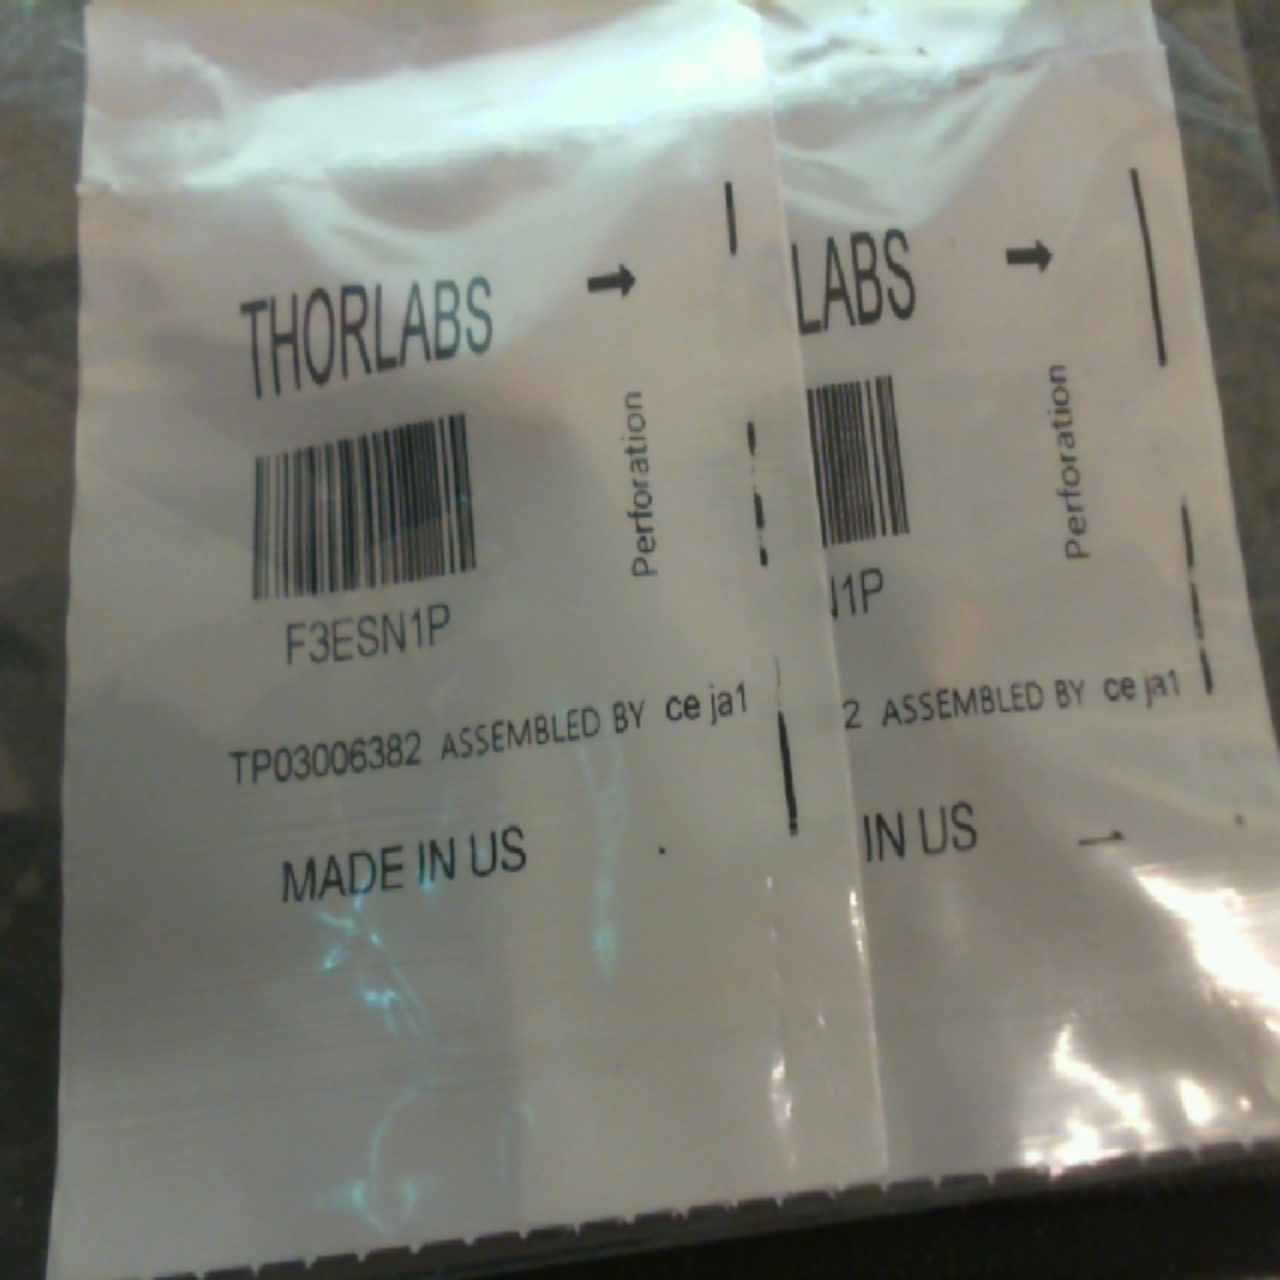 THORLABS
Perforation
F3ESN1P
TP03006382 ASSEMBLED BY ce ja1
MADE IN US
LABS
Perforation
N1P
2 ASSEMBLED BY ce ja1
IN US